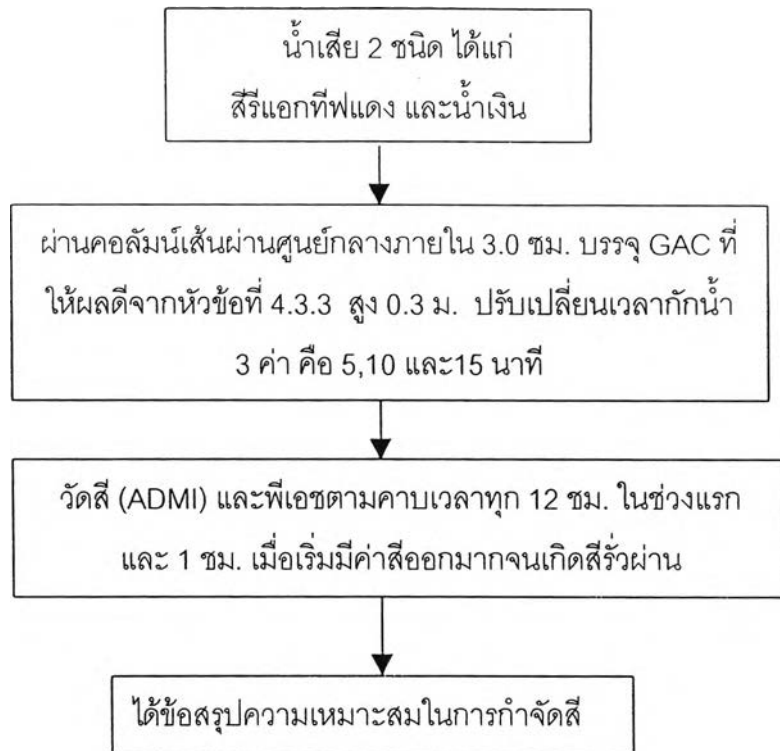 น้ำเสีย 2 ชนิด ได้แก่
สีรีแอกทีฟแดง และน้ำเงิน
ผ่านคอลัมน์เส้นผ่านศูนย์กลางภายใน 3.0 ซม. บรรจุ GAC ที่
ให้ผลดีจากหัวข้อที่ 4.3.3 สูง 0.3 ม. ปรับเปลี่ยนเวลากักน้ำ
3 ค่า คือ 5,10 และ15 นาที
วัดสี (ADMI) และพีเอชตามคาบเวลาทุก 12 ชม. ในช่วงแรก
และ 1 ชม. เมื่อเริ่มมีค่าสีออกมากจนเกิดสีรั่วผ่าน
ได้ข้อสรุปความเหมาะสมในการกำจัดสี